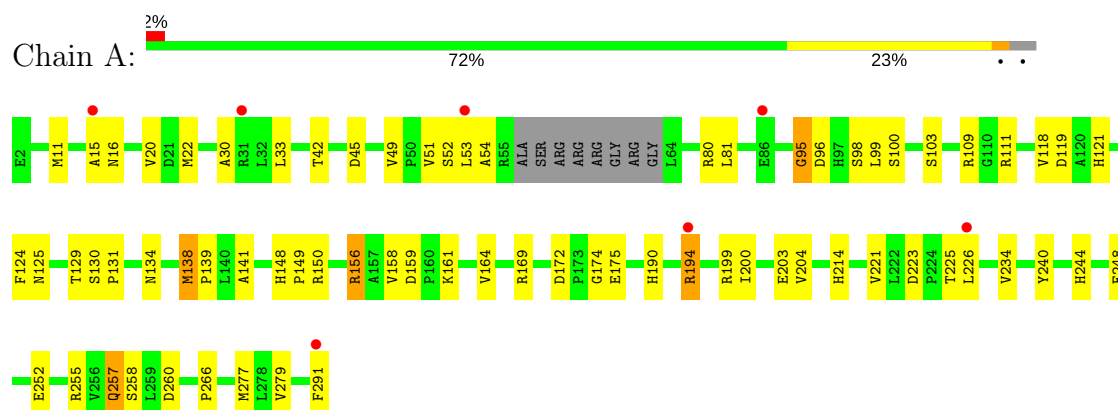 2%
Chain A:
72% 23% • •
E2 M11 A15 N16 V20 D21 M22 A30 R31 L32 L33 T42 D45 V49 P50 V51 S52 L53 A54 R55 ALA SER ARG ARG ARG GLY ARG GLY L64 R80 L81 E86 G95 D96 H97 S98 L99 S100 S103 R109 G110 R111 V118 D119 A120 H121
F124 N125 T129 S130 P131 N134 M138 P139 L140 A141 H148 P149 R150 R156 A157 V158 D159 P160 K161 V164 R169 D172 P173 G174 E175 H190 R194 R199 I200 E203 V204 H214 V221 L222 D223 P224 T225 L226 V234 Y240 H244
E252 R255 V256 Q257 S258 L259 D260 P266 M277 L278 V279 F291